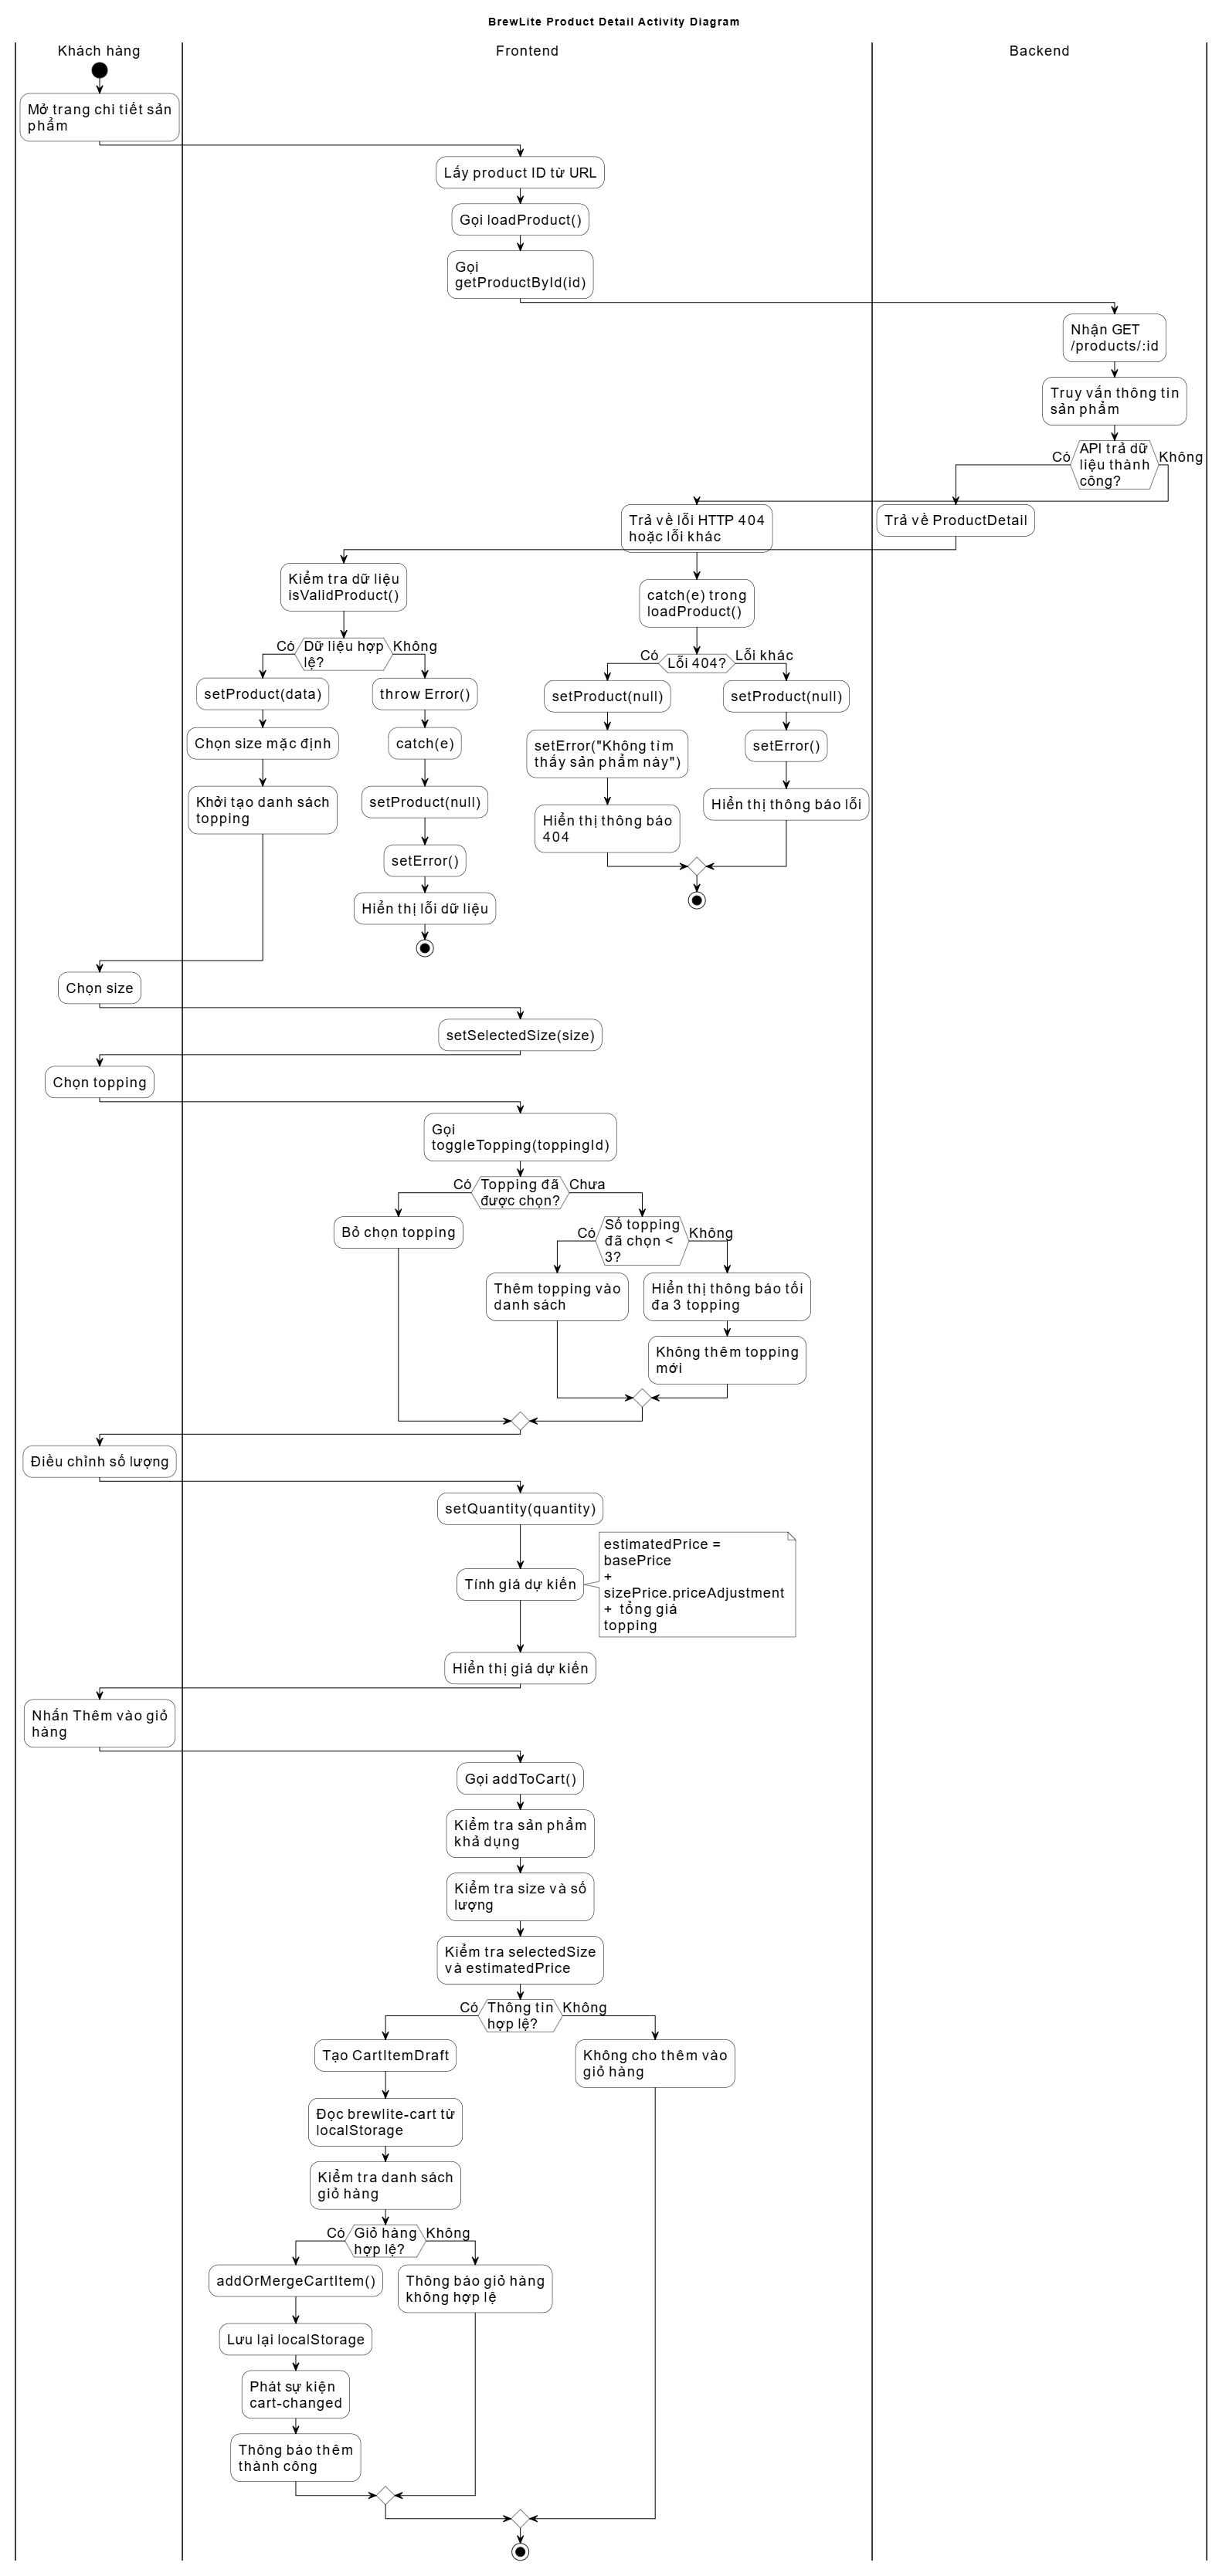 BrewLite Product Detail Activity Diagram
Khách hàng
Frontend
Backend
Mở trang chi tiết sản
phẩm
Lấy product ID từ URL
Gọi loadProduct()
Gọi
getProductById(id)
Nhận GET
/products/:id
Truy vấn thông tin
sản phẩm
Có
API trả dữ
liệu thành
công?
Không
Trả về lỗi HTTP 404
hoặc lỗi khác
Trả về ProductDetail
Kiểm tra dữ liệu
isValidProduct()
catch(e) trong
loadProduct()
Có
Dữ liệu hợp
lệ?
Không
Có
Lỗi 404?
Lỗi khác
setProduct(data)
throw Error()
setProduct(null)
setProduct(null)
Chọn size mặc định
catch(e)
setError("Không tìm
thấy sản phẩm này")
setError()
Khởi tạo danh sách
topping
setProduct(null)
Hiển thị thông báo
404
Hiển thị thông báo lỗi
setError()
Hiển thị lỗi dữ liệu
Chọn size
setSelectedSize(size)
Chọn topping
Gọi
toggleTopping(toppingId)
Có
Topping đã
được chọn?
Chưa
Bỏ chọn topping
Có
Số topping
đã chọn <
3?
Không
Thêm topping vào
danh sách
Hiển thị thông báo tối
đa 3 topping
Không thêm topping
mới
Điều chỉnh số lượng
setQuantity(quantity)
Tính giá dự kiến
estimatedPrice =
basePrice
+
sizePrice.priceAdjustment
+ tổng giá
topping
Hiển thị giá dự kiến
Nhấn Thêm vào giỏ
hàng
Gọi addToCart()
Kiểm tra sản phẩm
khả dụng
Kiểm tra size và số
lượng
Kiểm tra selectedSize
và estimatedPrice
Có
Thông tin
hợp lệ?
Không
Tạo CartItemDraft
Không cho thêm vào
giỏ hàng
Đọc brewlite-cart từ
localStorage
Kiểm tra danh sách
giỏ hàng
Có
Giỏ hàng
hợp lệ?
Không
addOrMergeCartItem()
Thông báo giỏ hàng
không hợp lệ
Lưu lại localStorage
Phát sự kiện
cart-changed
Thông báo thêm
thành công